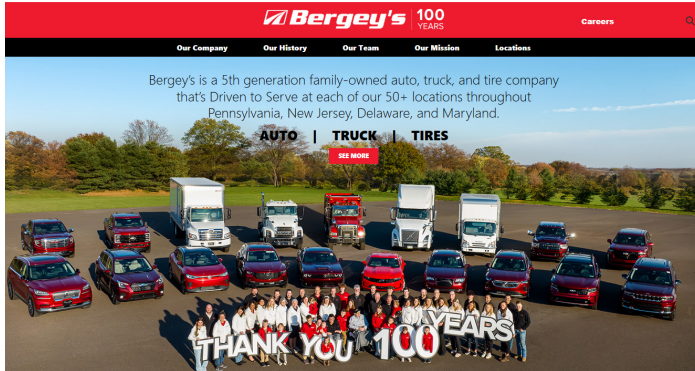 Bergey's 100
YEARS
Careers
Our Company Our History Our Team Our Mission Locations
Bergey's is a 5th generation family-owned auto, truck, and tire company
that's Driven to Serve at each of our 50+ locations throughout
Pennsylvania, New Jersey, Delaware, and Maryland.
AUTO | TRUCK | TIRES
SEE MORE
THANK YOU 100 YEARS